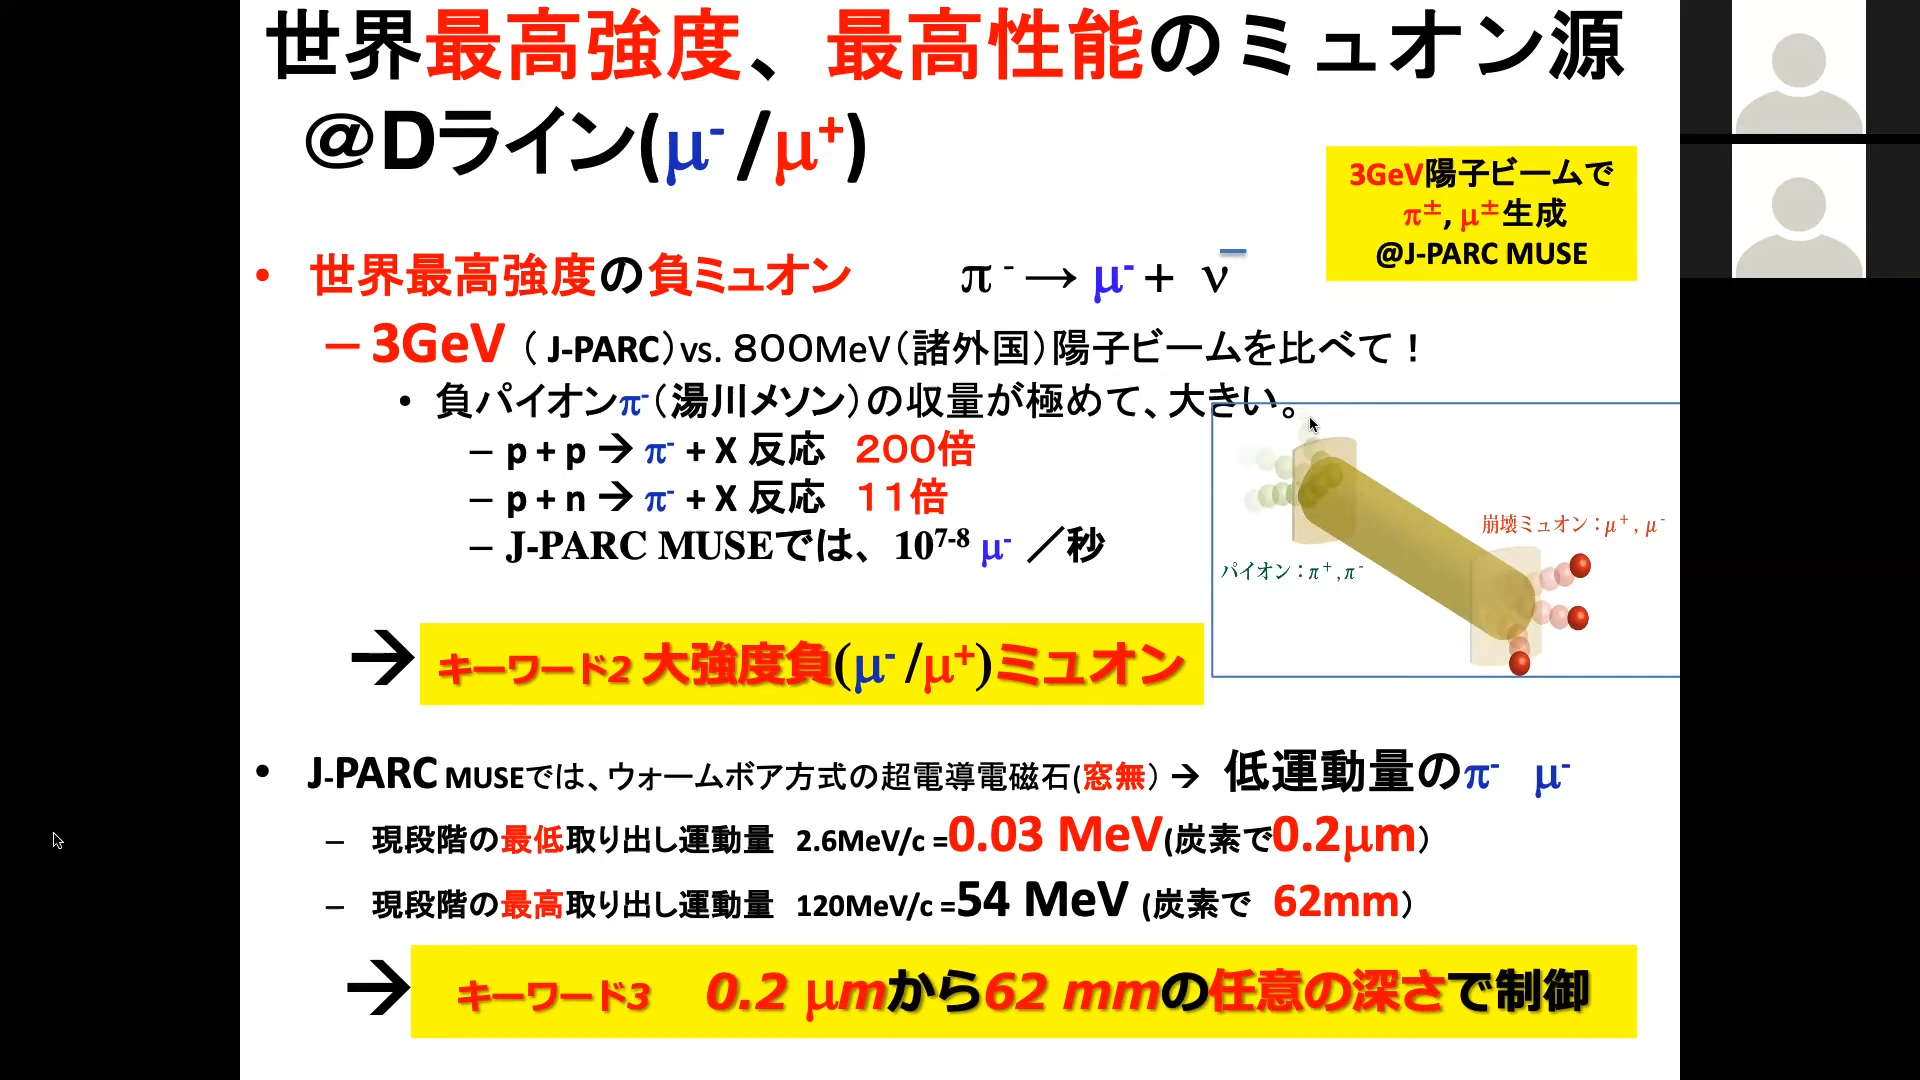 世界最高強度、最高性能のミュオン源
@Dライン(μ⁻/μ⁺)
3GeV陽子ビームで
π±, μ±生成
@J-PARC MUSE
• 世界最高強度の負ミュオン π⁻→ μ⁻+ ν̄
– 3GeV（ J-PARC）vs. 800MeV（諸外国）陽子ビームを比べて！
• 負パイオンπ⁻（湯川メソン）の収量が極めて、大きい。
– p + p → π⁻ + X 反応 200倍
– p + n → π⁻ + X 反応 11倍
– J-PARC MUSEでは、10⁷⁻⁸ μ⁻ ／秒
崩壊ミュオン：μ⁺, μ⁻
パイオン：π⁺,π⁻
→ キーワード2 大強度負(μ⁻/μ⁺)ミュオン
• J-PARC MUSEでは、ウォームボア方式の超電導電磁石(窓無）→ 低運動量のπ⁻ μ⁻
– 現段階の最低取り出し運動量 2.6MeV/c =0.03 MeV(炭素で0.2μm）
– 現段階の最高取り出し運動量 120MeV/c =54 MeV (炭素で 62mm）
→ キーワード3 0.2 μmから62 mmの任意の深さで制御